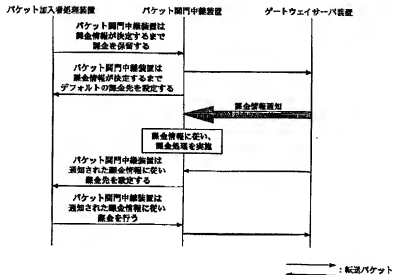 パケット加入者処理装置
パケット関門中継装置
ゲートウェイサーバ装置
パケット関門中継装置は
課金情報が決定するまで
課金を保留する
パケット関門中継装置は
課金情報が決定するまで
デフォルトの課金先を設定する
課金情報通知
課金情報に従い、
課金処理を実施
パケット関門中継装置は
通知された課金情報に従い
課金先を設定する
パケット関門中継装置は
通知された課金情報に従い
課金を行う
：転送パケット